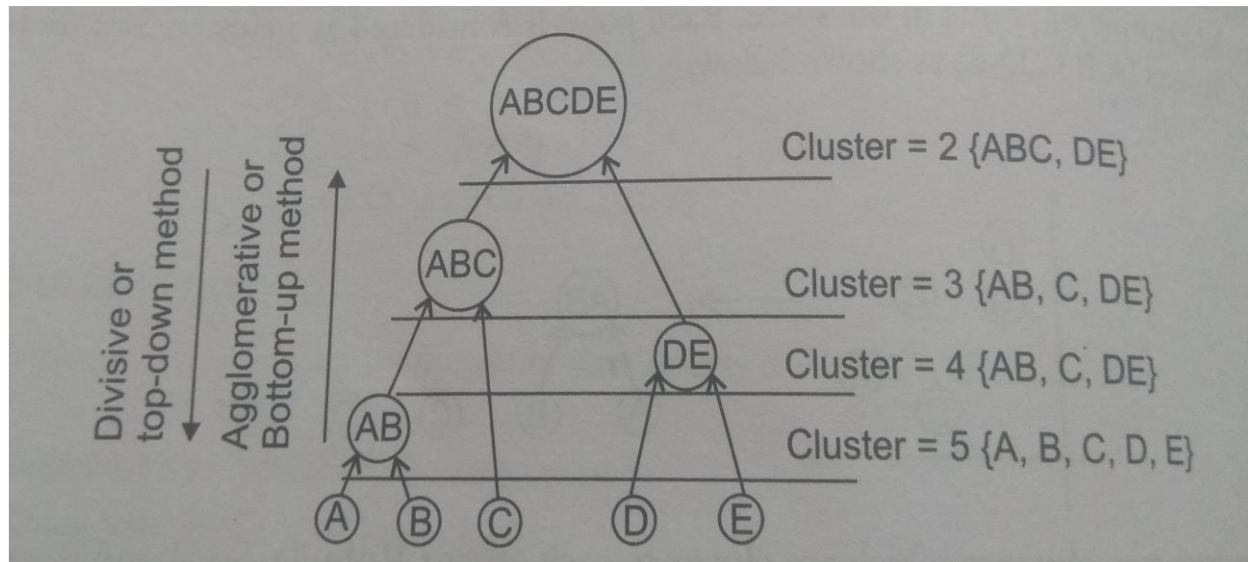 ABCDE
Cluster = 2 {ABC, DE}
Divisive or
top-down method
Agglomerative or
Bottom-up method
ABC
Cluster = 3 {AB, C, DE}
DE
Cluster = 4 {AB, C, DE}
AB
Cluster = 5 {A, B, C, D, E}
A B C D E